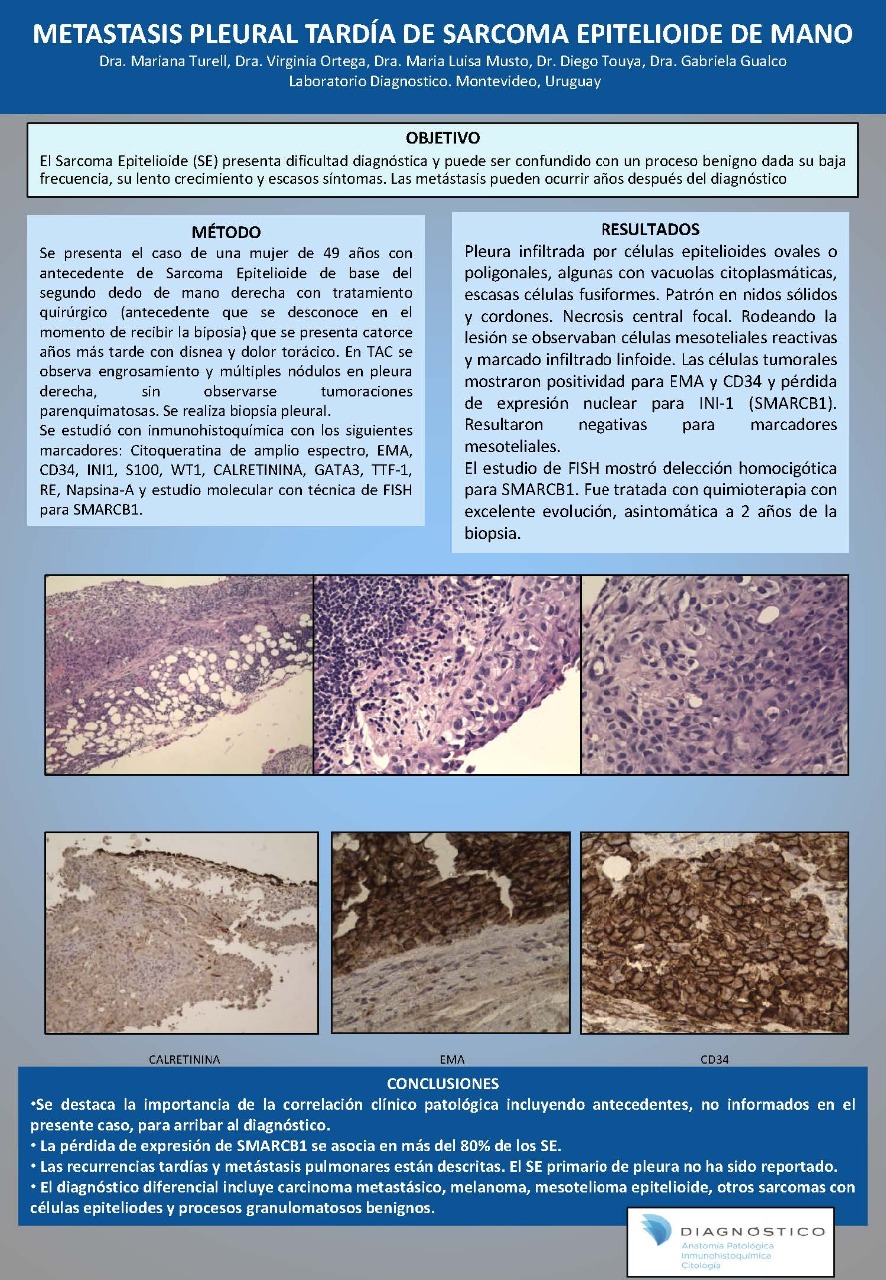 METASTASIS PLEURAL TARDÍA DE SARCOMA EPITELIOIDE DE MANO
Dra. Mariana Turell, Dra. Virginia Ortega, Dra. Maria Luisa Musto, Dr. Diego Touya, Dra. Gabriela Gualco
Laboratorio Diagnostico. Montevideo, Uruguay
OBJETIVO
El Sarcoma Epitelioide (SE) presenta dificultad diagnóstica y puede ser confundido con un proceso benigno dada su baja
frecuencia, su lento crecimiento y escasos síntomas. Las metástasis pueden ocurrir años después del diagnóstico
MÉTODO
Se presenta el caso de una mujer de 49 años con
antecedente de Sarcoma Epitelioide de base del
segundo dedo de mano derecha con tratamiento
quirúrgico (antecedente que se desconoce en el
momento de recibir la biposia) que se presenta catorce
años más tarde con disnea y dolor torácico. En TAC se
observa engrosamiento y múltiples nódulos en pleura
derecha, sin observarse tumoraciones
parenquimatosas. Se realiza biopsia pleural.
Se estudió con inmunohistoquímica con los siguientes
marcadores: Citoqueratina de amplio espectro, EMA,
CD34, INI1, S100, WT1, CALRETININA, GATA3, TTF-1,
RE, Napsina-A y estudio molecular con técnica de FISH
para SMARCB1.
RESULTADOS
Pleura infiltrada por células epitelioides ovales o
poligonales, algunas con vacuolas citoplasmáticas,
escasas células fusiformes. Patrón en nidos sólidos
y cordones. Necrosis central focal. Rodeando la
lesión se observaban células mesoteliales reactivas
y marcado infiltrado linfoide. Las células tumorales
mostraron positividad para EMA y CD34 y pérdida
de expresión nuclear para INI-1 (SMARCB1).
Resultaron negativas para marcadores
mesoteliales.
El estudio de FISH mostró delección homocigótica
para SMARCB1. Fue tratada con quimioterapia con
excelente evolución, asintomática a 2 años de la
biopsia.
CALRETININA
EMA
CD34
CONCLUSIONES
•Se destaca la importancia de la correlación clínico patológica incluyendo antecedentes, no informados en el
presente caso, para arribar al diagnóstico.
• La pérdida de expresión de SMARCB1 se asocia en más del 80% de los SE.
• Las recurrencias tardías y metástasis pulmonares están descritas. El SE primario de pleura no ha sido reportado.
• El diagnóstico diferencial incluye carcinoma metastásico, melanoma, mesotelioma epitelioide, otros sarcomas con
células epiteliodes y procesos granulomatosos benignos.
DIAGNÓSTICO
Anatomía Patológica
Inmunohistoquímica
Citología